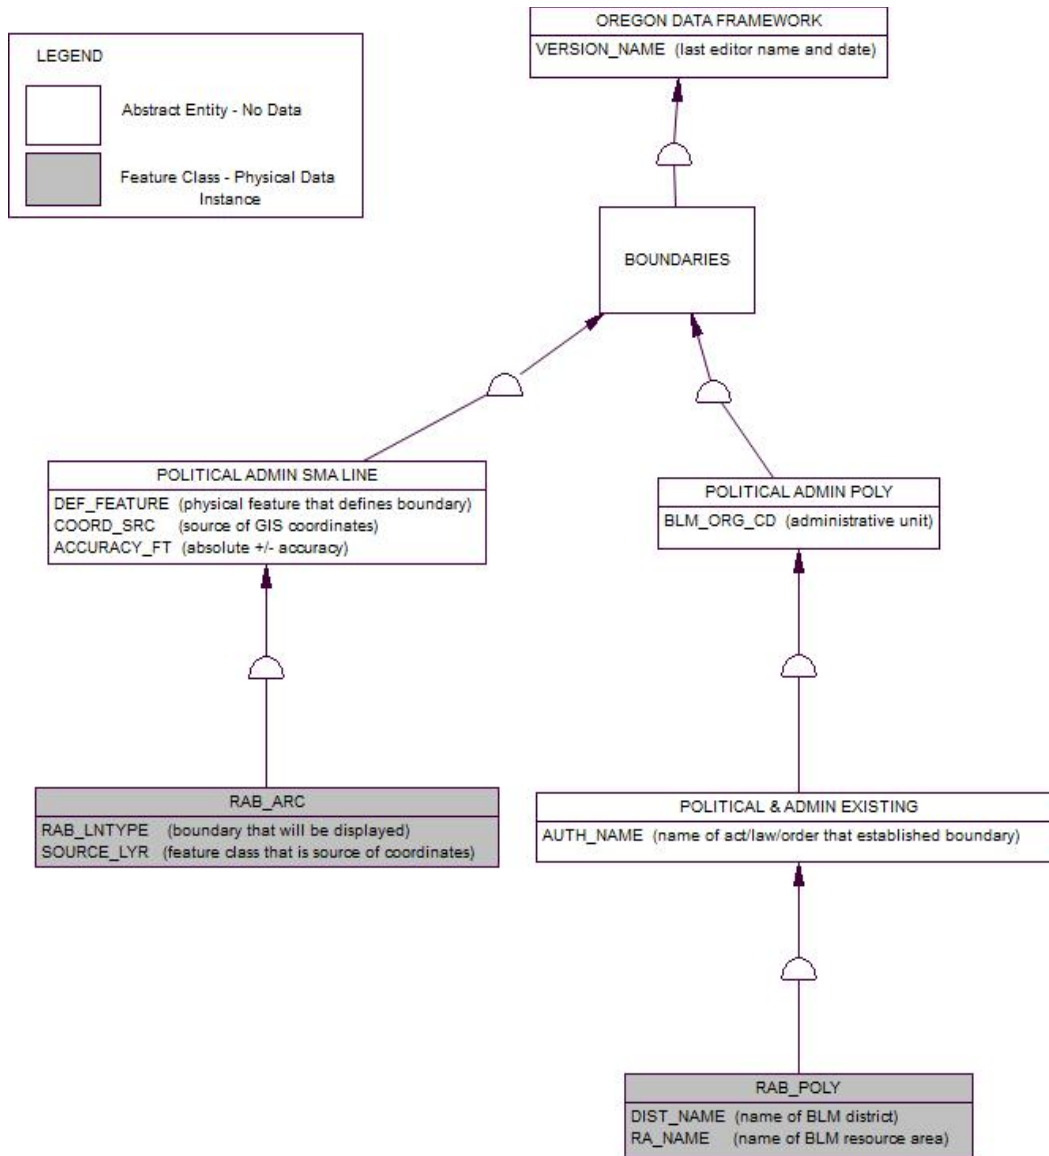 OREGON DATA FRAMEWORK
VERSION_NAME (last editor name and date)
LEGEND
Abstract Entity - No Data
Feature Class - Physical Data
Instance
BOUNDARIES
POLITICAL ADMIN SMA LINE
DEF_FEATURE (physical feature that defines boundary)
COORD_SRC (source of GIS coordinates)
ACCURACY_FT (absolute +/- accuracy)
POLITICAL ADMIN POLY
BLM_ORG_CD (administrative unit)
RAB_ARC
RAB_LNTYPE (boundary that will be displayed)
SOURCE_LYR (feature class that is source of coordinates)
POLITICAL & ADMIN EXISTING
AUTH_NAME (name of act/law/order that established boundary)
RAB_POLY
DIST_NAME (name of BLM district)
RA_NAME (name of BLM resource area)